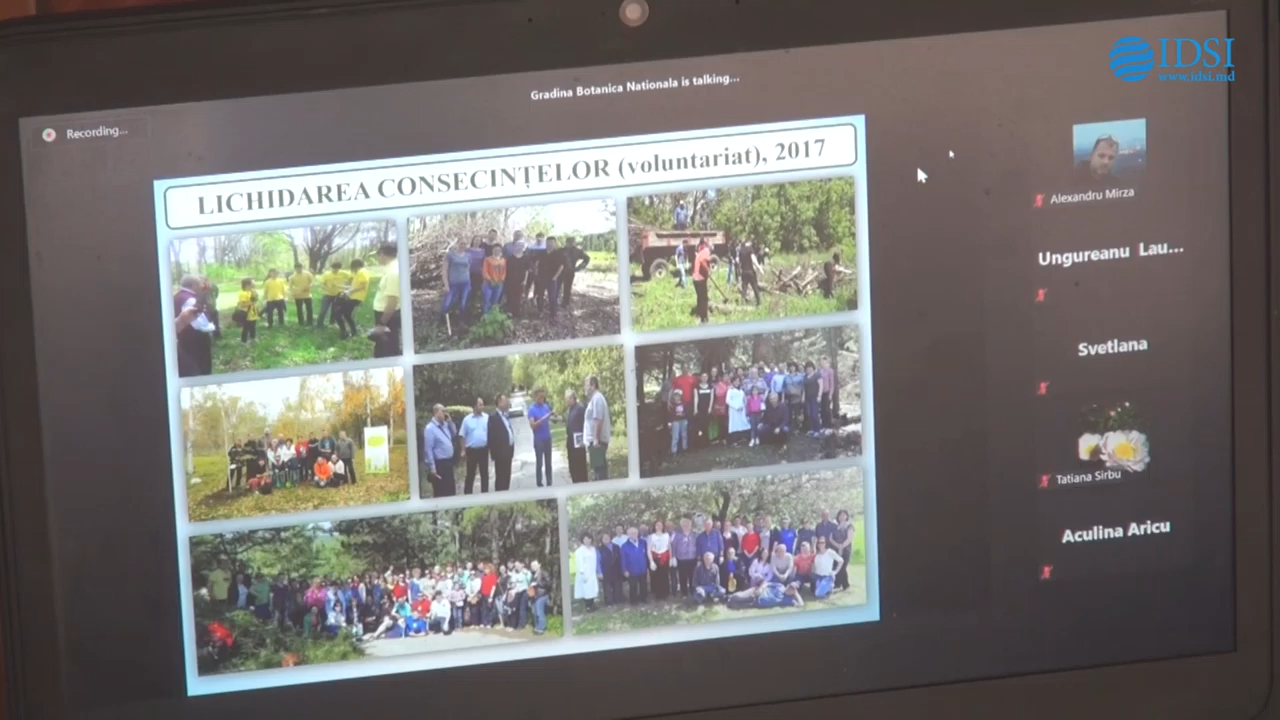 IDSI
www.idsi.md
Gradina Botanica Nationala is talking...
Recording...
LICHIDAREA CONSECINȚELOR (voluntariat), 2017
Alexandru Mirza
Ungureanu Lau...
Svetlana
Tatiana Sirbu
Aculina Aricu